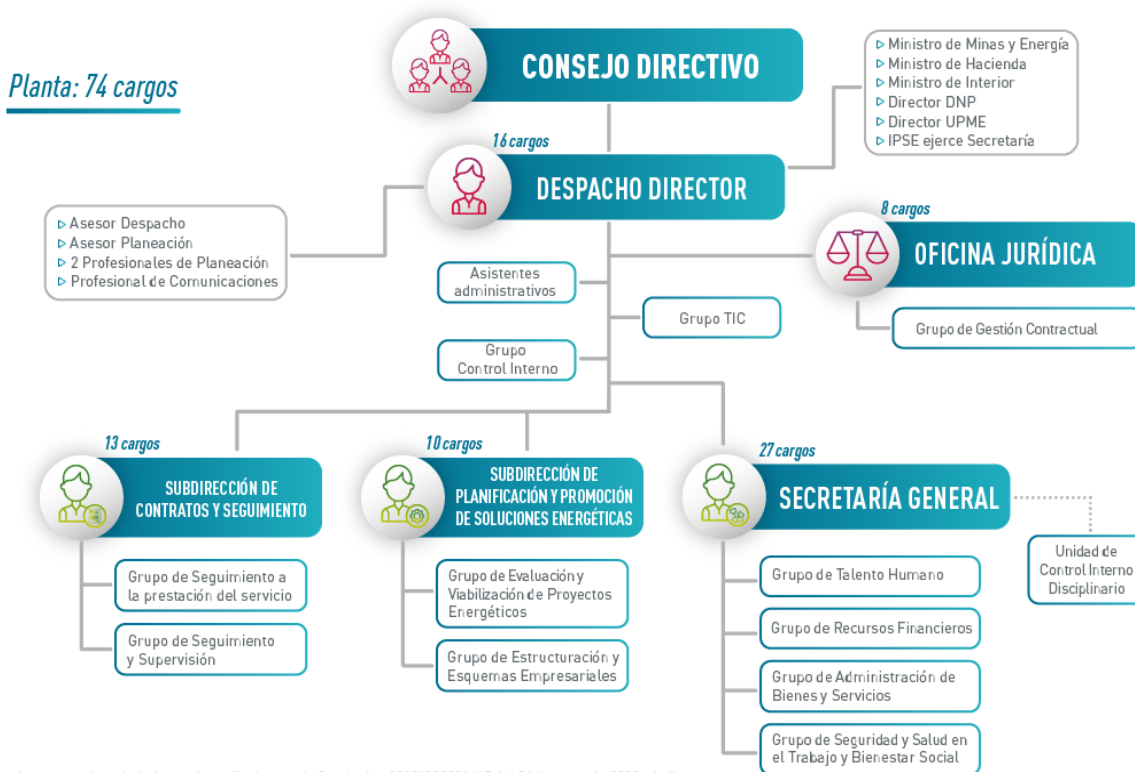 Planta: 74 cargos
CONSEJO DIRECTIVO
▷ Ministro de Minas y Energía
▷ Ministro de Hacienda
▷ Ministro de Interior
▷ Director DNP
▷ Director UPME
▷ IPSE ejerce Secretaría
16 cargos
DESPACHO DIRECTOR
▷ Asesor Despacho
▷ Asesor Planeación
▷ 2 Profesionales de Planeación
▷ Profesional de Comunicaciones
8 cargos
OFICINA JURÍDICA
Grupo de Gestión Contractual
Asistentes
administrativos
Grupo TIC
Grupo
Control Interno
13 cargos
SUBDIRECCIÓN DE
CONTRATOS Y SEGUIMIENTO
Grupo de Seguimiento a
la prestación del servicio
Grupo de Seguimiento
y Supervisión
10 cargos
SUBDIRECCIÓN DE
PLANIFICACIÓN Y PROMOCIÓN
DE SOLUCIONES ENERGÉTICAS
Grupo de Evaluación y
Viabilización de Proyectos
Energéticos
Grupo de Estructuración y
Esquemas Empresariales
27 cargos
SECRETARÍA GENERAL
Unidad de
Control Interno
Disciplinario
Grupo de Talento Humano
Grupo de Recursos Financieros
Grupo de Administración de
Bienes y Servicios
Grupo de Seguridad y Salud en
el Trabajo y Bienestar Social